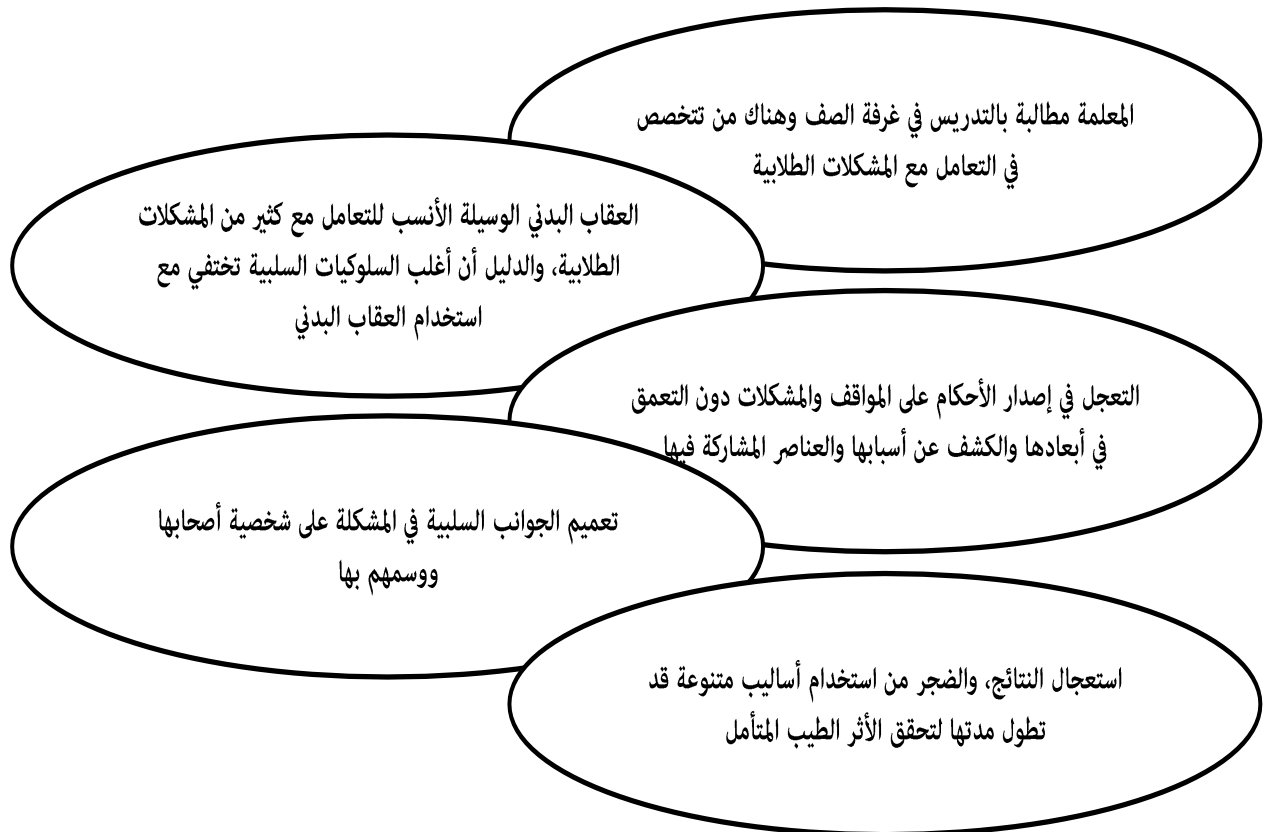 المعلمة مطالبة بالتدريس في غرفة الصف وهناك من تتخصص
في التعامل مع المشكلات الطلابية
العقاب البدني الوسيلة الأنسب للتعامل مع كثير من المشكلات
الطلابية، والدليل أن أغلب السلوكيات السلبية تختفي مع
استخدام العقاب البدني
التعجل في إصدار الأحكام على المواقف والمشكلات دون التعمق
في أبعادها والكشف عن أسبابها والعناصر المشاركة فيها
تعميم الجوانب السلبية في المشكلة على شخصية أصحابها
ووسمهم بها
استعجال النتائج، والضجر من استخدام أساليب متنوعة قد
تطول مدتها لتحقق الأثر الطيب المتأمل